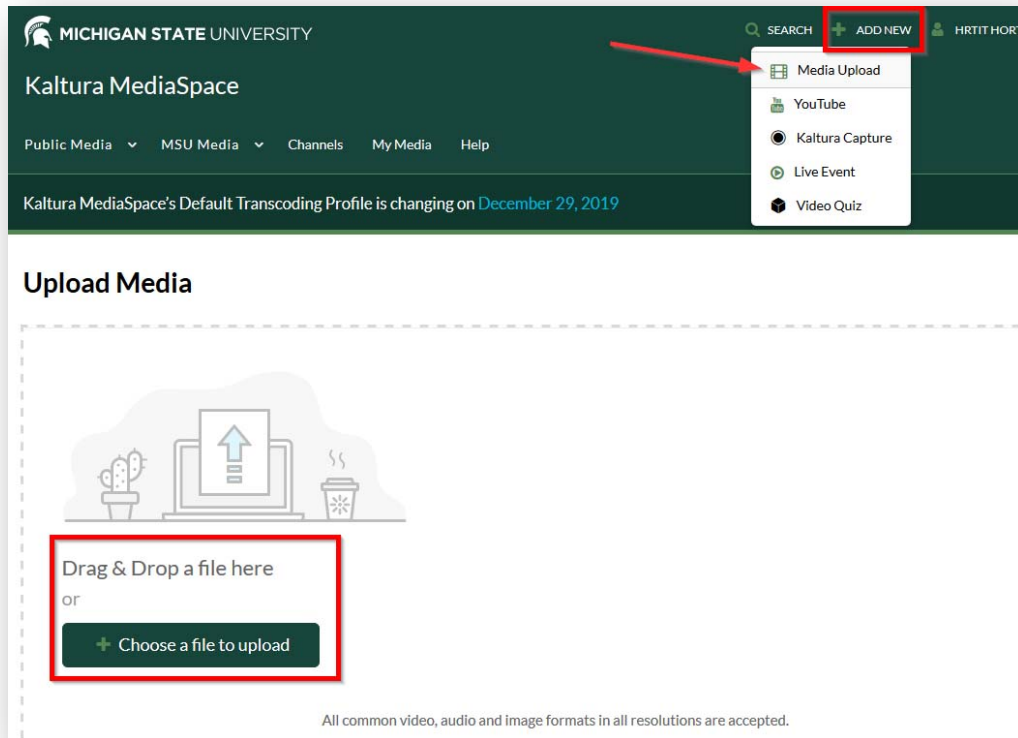 MICHIGAN STATE UNIVERSITY
SEARCH ADD NEW HRTIT HORT
Kaltura MediaSpace
Media Upload
YouTube
Kaltura Capture
Live Event
Video Quiz
Public Media MSU Media Channels My Media Help
Kaltura MediaSpace's Default Transcoding Profile is changing on December 29, 2019
Upload Media
Drag & Drop a file here
or
Choose a file to upload
All common video, audio and image formats in all resolutions are accepted.